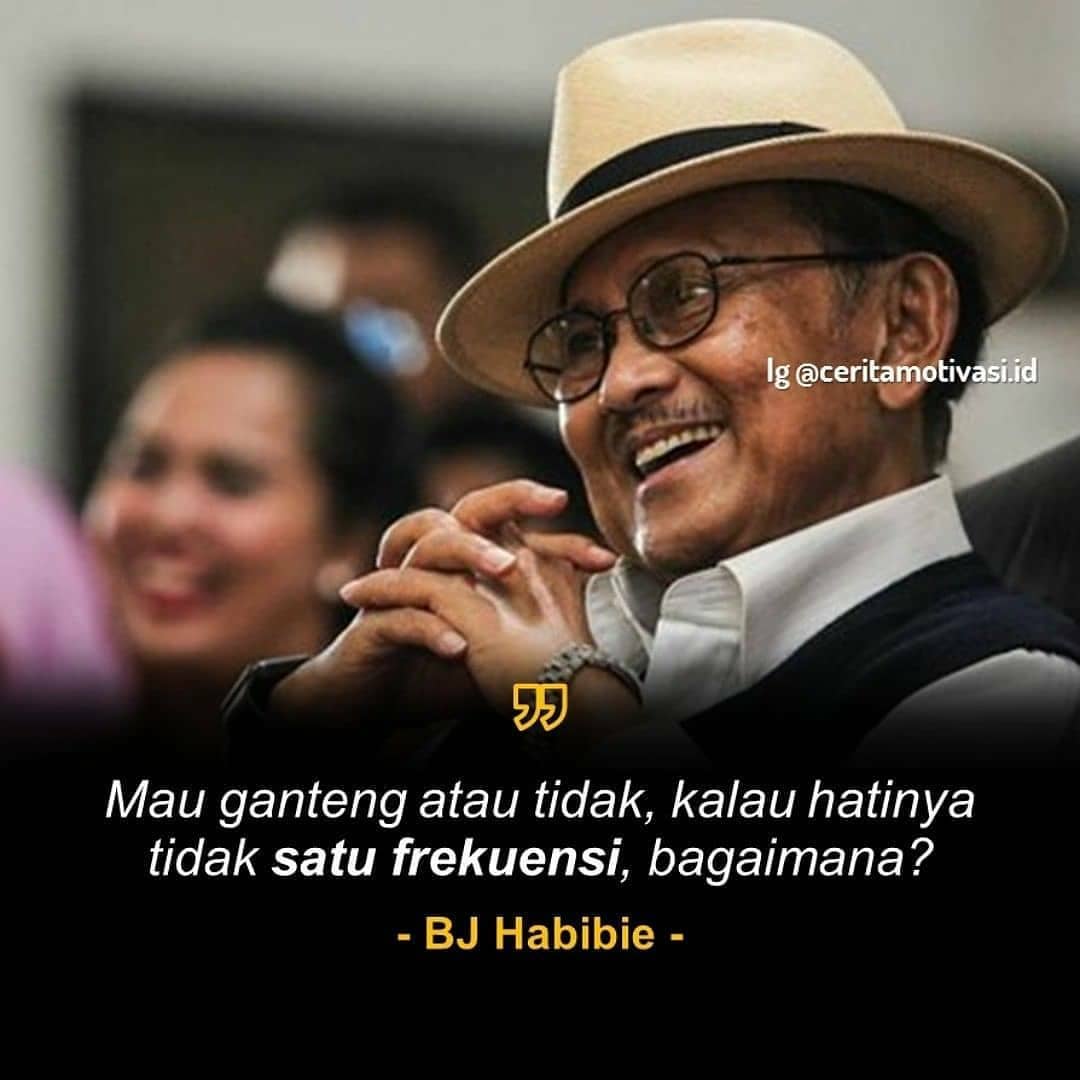 Ig @ceritamotivasi.id
Mau ganteng atau tidak, kalau hatinya
tidak satu frekuensi, bagaimana?
- BJ Habibie -